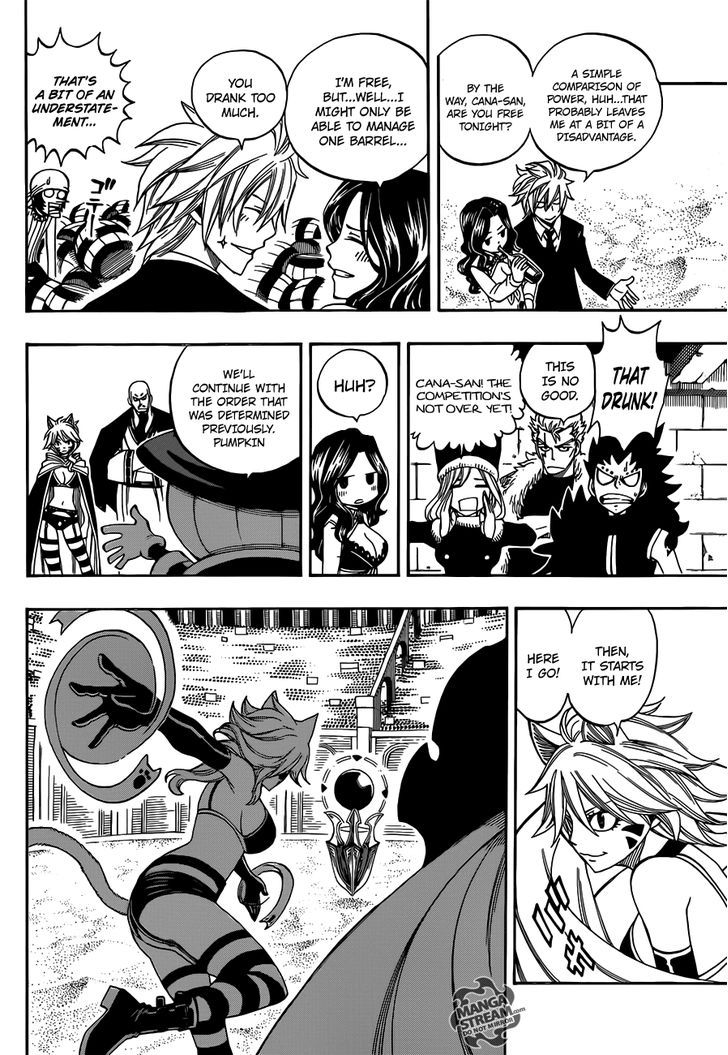 A SIMPLE
COMPARISON OF
POWER, HUH...THAT
PROBABLY LEAVES
ME AT A BIT OF A
DISADVANTAGE.
BY THE
WAY, CANA-SAN,
ARE YOU FREE
TONIGHT?
I'M FREE,
BUT...WELL...I
MIGHT ONLY BE
ABLE TO MANAGE
ONE BARREL...
YOU
DRANK TOO
MUCH.
THAT'S
A BIT OF AN
UNDERSTATE-
MENT...
THAT
DRUNK!
THIS
IS NO
GOOD.
CANA-SAN! THE
COMPETITION'S
NOT OVER YET!
HUH?
WE'LL
CONTINUE WITH
THE ORDER THAT
WAS DETERMINED
PREVIOUSLY.
PUMPKIN
THEN,
IT STARTS
WITH ME!
HERE
I GO!
MANGA
STREAM.COM
DO NOT MIRROR